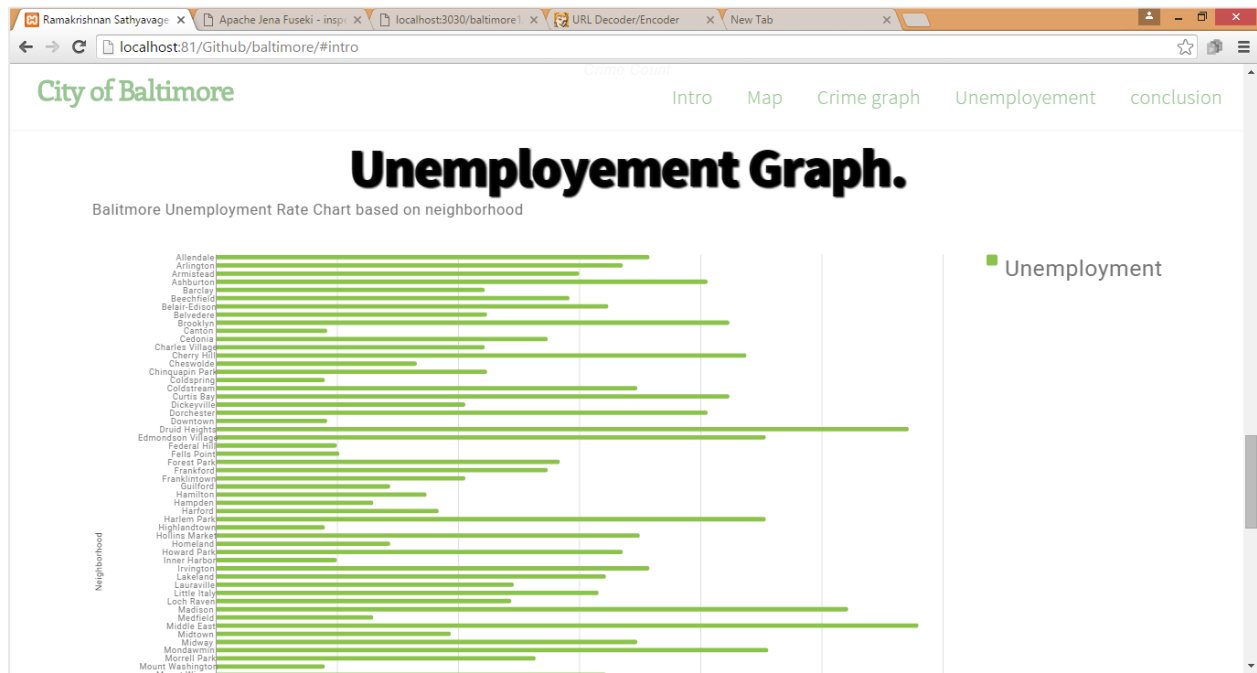 Ramakrishnan Sathyavage
Apache Jena Fuseki - insp
localhost:3030/baltimore1
URL Decoder/Encoder
New Tab
localhost:81/Github/baltimore/#intro
Crime Count
City of Baltimore
Intro
Map
Crime graph
Unemployement
conclusion
Unemployement Graph.
Balitmore Unemployment Rate Chart based on neighborhood
Unemployment
Neighborhood
Allendale
Arlington
Armistead
Ashburton
Barclay
Beechfield
Belair-Edison
Belvedere
Brooklyn
Canton
Cedonia
Charles Village
Cherry Hill
Cheswolde
Chinquapin Park
Coldspring
Coldstream
Curtis Bay
Dickeyville
Dorchester
Downtown
Druid Heights
Edmondson Village
Federal Hill
Fells Point
Forest Park
Frankford
Franklintown
Guilford
Hamilton
Hampden
Harford
Harlem Park
Highlandtown
Hollins Market
Homeland
Howard Park
Inner Harbor
Irvington
Lakeland
Lauraville
Little Italy
Loch Raven
Madison
Medfield
Middle East
Midtown
Midway
Mondawmin
Morrell Park
Mount Washington